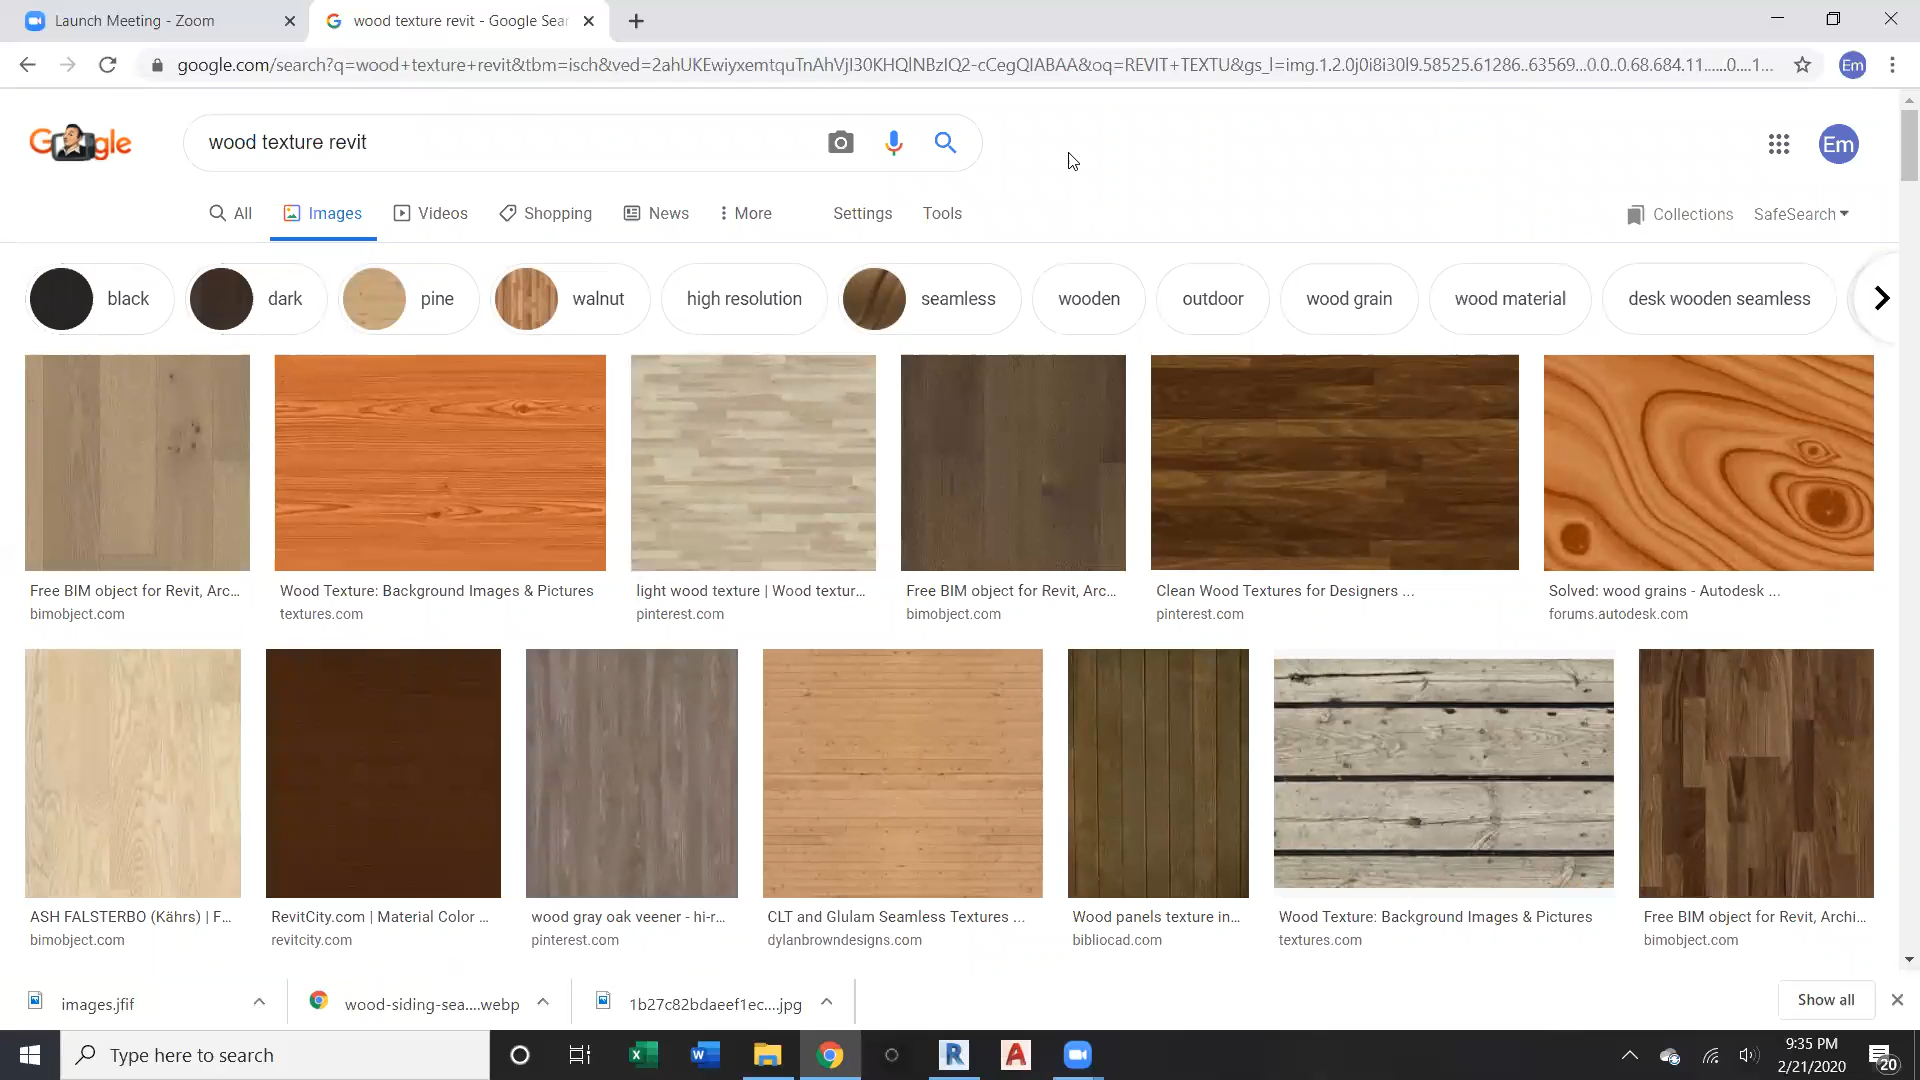 Launch Meeting - Zoom
wood texture revit - Google Sear
google.com/search?q=wood+texture+revit&tbm=isch&ved=2ahUKEwiyxemtquTnAhVjI30KHQlNBzIQ2-cCegQIABAA&oq=REVIT+TEXTU&gs_l=img.1.2.0j0i8i30l9.58525.61286..63569...0.0..0.68.684.11......0....1...
Em
wood texture revit
Em
All
Images
Videos
Shopping
News
More
Settings
Tools
Collections
SafeSearch
black
dark
pine
walnut
high resolution
seamless
wooden
outdoor
wood grain
wood material
desk wooden seamless
Free BIM object for Revit, Arc...
bimobject.com
Wood Texture: Background Images & Pictures
textures.com
light wood texture | Wood textur...
pinterest.com
Free BIM object for Revit, Arc...
bimobject.com
Clean Wood Textures for Designers ...
pinterest.com
Solved: wood grains - Autodesk ...
forums.autodesk.com
ASH FALSTERBO (Kährs) | F...
bimobject.com
RevitCity.com | Material Color ...
revitcity.com
wood gray oak veener - hi-r...
pinterest.com
CLT and Glulam Seamless Textures ...
dylanbrowndesigns.com
Wood panels texture in...
bibliocad.com
Wood Texture: Background Images & Pictures
textures.com
Free BIM object for Revit, Archi...
bimobject.com
images.jfif
wood-siding-sea....webp
1b27c82bdaeef1ec....jpg
Show all
Type here to search
9:35 PM
2/21/2020
20